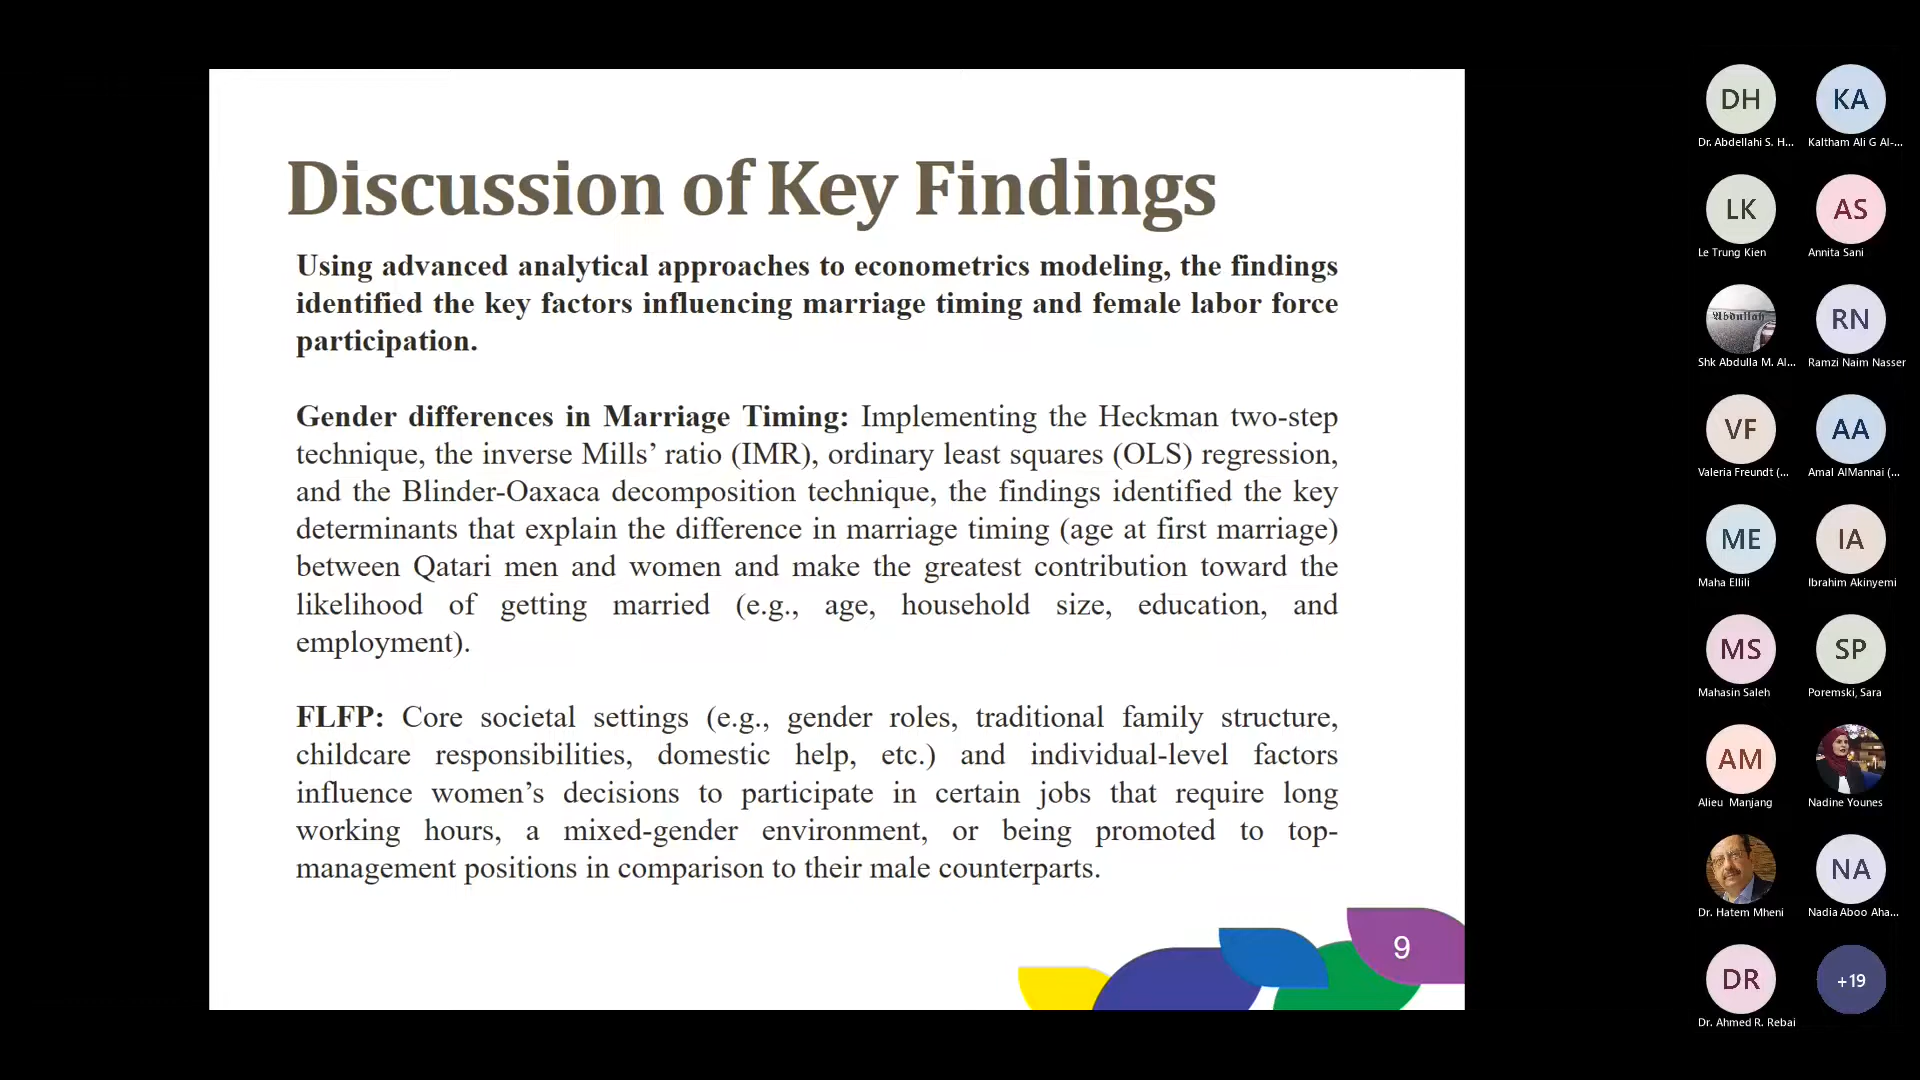 Discussion of Key Findings
Using advanced analytical approaches to econometrics modeling, the findings
identified the key factors influencing marriage timing and female labor force
participation.
Gender differences in Marriage Timing: Implementing the Heckman two-step
technique, the inverse Mills’ ratio (IMR), ordinary least squares (OLS) regression,
and the Blinder-Oaxaca decomposition technique, the findings identified the key
determinants that explain the difference in marriage timing (age at first marriage)
between Qatari men and women and make the greatest contribution toward the
likelihood of getting married (e.g., age, household size, education, and
employment).
FLFP: Core societal settings (e.g., gender roles, traditional family structure,
childcare responsibilities, domestic help, etc.) and individual-level factors
influence women’s decisions to participate in certain jobs that require long
working hours, a mixed-gender environment, or being promoted to top-
management positions in comparison to their male counterparts.
9
DH
KA
Dr. Abdellahi S. H...
Kaltham Ali G Al-...
LK
AS
Le Trung Kien
Annita Sani
Abdullah
RN
Shk Abdulla M. Al...
Ramzi Naim Nasser
VF
AA
Valeria Freundt (...
Amal AlMannai (...
ME
IA
Maha Ellili
Ibrahim Akinyemi
MS
SP
Mahasin Saleh
Poremski, Sara
AM
Alieu Manjang
Nadine Younes
NA
Dr. Hatem Mheni
Nadia Aboo Aha...
DR
+19
Dr. Ahmed R. Rebai